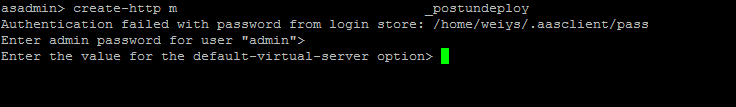 asadmin> create-http m _postundeploy
Authentication failed with password from login store: /home/weiys/.aasclient/pass
Enter admin password for user "admin">
Enter the value for the default-virtual-server option>